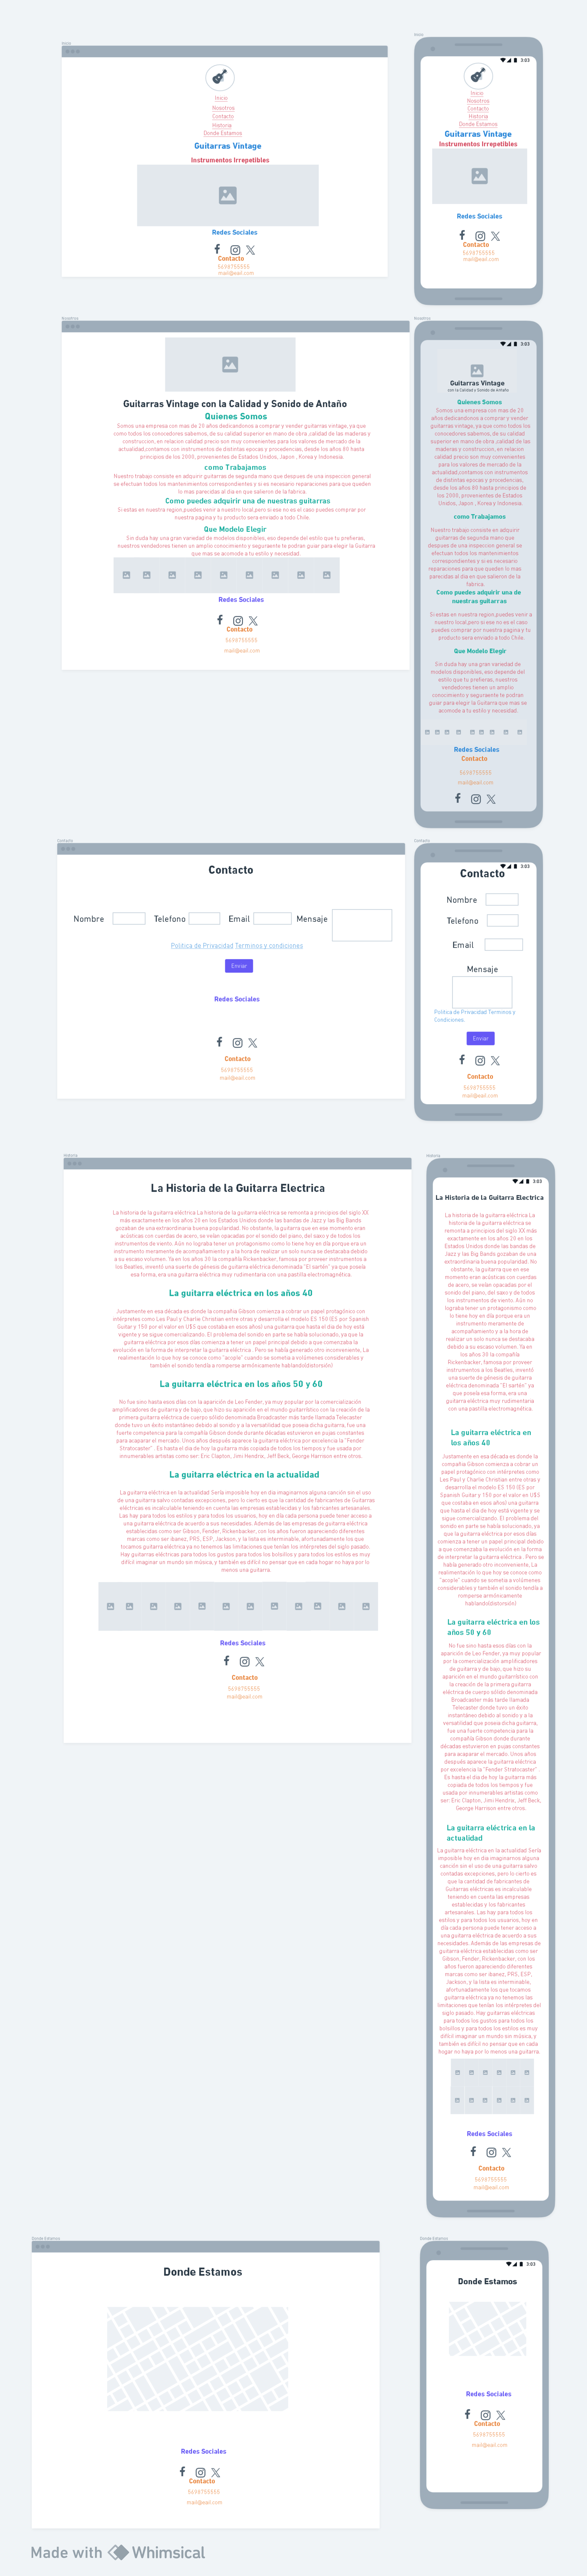 Inicio
Inicio
Nosotros
Contacto
Historia
Donde Estamos
Guitarras Vintage
Instrumentos Irrepetibles
Redes Sociales
Contacto
5698755555
mail@eail.com
Inicio
3:03
Inicio
Nosotros
Contacto
Historia
Donde Estamos
Guitarras Vintage
Instrumentos Irrepetibles
Redes Sociales
Contacto
5698755555
mail@eail.com
Nosotros
Guitarras Vintage con la Calidad y Sonido de Antaño
Quienes Somos
Somos una empresa con mas de 20 años dedicandonos a comprar y vender guitarras vintage, ya que
como todos los conocedores sabemos, de su calidad superior en mano de obra ,calidad de las maderas y
construccion, en relacion calidad precio son muy convenientes para los valores de mercado de la
actualidad,contamos con instrumentos de distintas epocas y procedencias, desde los años 80 hasta
principios de los 2000, provenientes de Estados Unidos, Japon , Korea y Indonesia.
como Trabajamos
Nuestro trabajo consiste en adquirir guitarras de segunda mano que despues de una inspeccion general
se efectuan todos los mantenimientos correspondientes y si es necesario reparaciones para que queden
lo mas parecidas al dia en que salieron de la fabrica.
Como puedes adquirir una de nuestras guitarras
Si estas en nuestra region,puedes venir a nuestro local,pero si ese no es el caso puedes comprar por
nuestra pagina y tu producto sera enviado a todo Chile.
Que Modelo Elegir
Sin duda hay una gran variedad de modelos disponibles, eso depende del estilo que tu prefieras,
nuestros vendedores tienen un amplio conocimiento y seguraente te podran guiar para elegir la Guitarra
que mas se acomode a tu estilo y necesidad.
Redes Sociales
Contacto
5698755555
mail@eail.com
Nosotros
3:03
Guitarras Vintage
con la Calidad y Sonido de Antaño
Quienes Somos
Somos una empresa con mas de 20
años dedicandonos a comprar y vender
guitarras vintage, ya que como todos los
conocedores sabemos, de su calidad
superior en mano de obra ,calidad de las
maderas y construccion, en relacion
calidad precio son muy convenientes
para los valores de mercado de la
actualidad,contamos con instrumentos
de distintas epocas y procedencias,
desde los años 80 hasta principios de
los 2000, provenientes de Estados
Unidos, Japon , Korea y Indonesia.
como Trabajamos
Nuestro trabajo consiste en adquirir
guitarras de segunda mano que
despues de una inspeccion general se
efectuan todos los mantenimientos
correspondientes y si es necesario
reparaciones para que queden lo mas
parecidas al dia en que salieron de la
fabrica.
Como puedes adquirir una de
nuestras guitarras
Si estas en nuestra region,puedes venir a
nuestro local,pero si ese no es el caso
puedes comprar por nuestra pagina y tu
producto sera enviado a todo Chile.
Que Modelo Elegir
Sin duda hay una gran variedad de
modelos disponibles, eso depende del
estilo que tu prefieras, nuestros
vendedores tienen un amplio
conocimiento y seguraente te podran
guiar para elegir la Guitarra que mas se
acomode a tu estilo y necesidad.
Redes Sociales
Contacto
5698755555
mail@eail.com
Contacto
Contacto
Nombre
Telefono
Email
Mensaje
Politica de Privacidad Terminos y condiciones
Enviar
Redes Sociales
Contacto
5698755555
mail@eail.com
Contacto
3:03
Contacto
Nombre
Telefono
Email
Mensaje
Politica de Privacidad Terminos y
Condiciones.
Enviar
Contacto
5698755555
mail@eail.com
Historia
La Historia de la Guitarra Electrica
La historia de la guitarra eléctrica La historia de la guitarra eléctrica se remonta a principios del siglo XX
más exactamente en los años 20 en los Estados Unidos donde las bandas de Jazz y las Big Bands
gozaban de una extraordinaria buena popularidad. No obstante, la guitarra que en ese momento eran
acústicas con cuerdas de acero, se veían opacadas por el sonido del piano, del saxo y de todos los
instrumentos de viento. Aún no lograba tener un protagonismo como lo tiene hoy en día porque era un
instrumento meramente de acompañamiento y a la hora de realizar un solo nunca se destacaba debido
a su escaso volumen. Ya en los años 30 la compañía Rickenbacker, famosa por proveer instrumentos a
los Beatles, inventó una suerte de génesis de guitarra eléctrica denominada "El sartén" ya que poseía
esa forma, era una guitarra eléctrica muy rudimentaria con una pastilla electromagnética.
La guitarra eléctrica en los años 40
Justamente en esa década es donde la compañía Gibson comienza a cobrar un papel protagónico con
intérpretes como Les Paul y Charlie Christian entre otras y desarrolla el modelo ES 150 (ES por Spanish
Guitar y 150 por el valor en U$S que costaba en esos años) una guitarra que hasta el día de hoy está
vigente y se sigue comercializando. El problema del sonido en parte se había solucionado, ya que la
guitarra eléctrica por esos días comienza a tener un papel principal debido a que comenzaba la
evolución en la forma de interpretar la guitarra eléctrica . Pero se había generado otro inconveniente, La
realimentación lo que hoy se conoce como "acople" cuando se sometía a volúmenes considerables y
también el sonido tendía a romperse armónicamente hablando(distorsión)
La guitarra eléctrica en los años 50 y 60
No fue sino hasta esos días con la aparición de Leo Fender, ya muy popular por la comercialización
amplificadores de guitarra y de bajo, que hizo su aparición en el mundo guitarrístico con la creación de la
primera guitarra eléctrica de cuerpo sólido denominada Broadcaster más tarde llamada Telecaster
donde tuvo un éxito instantáneo debido al sonido y a la versatilidad que poseía dicha guitarra, fue una
fuerte competencia para la compañía Gibson donde durante décadas estuvieron en pujas constantes
para acaparar el mercado. Unos años después aparece la guitarra eléctrica por excelencia la "Fender
Stratocaster" . Es hasta el día de hoy la guitarra más copada de todos los tiempos y fue usada por
innumerables artistas como ser: Eric Clapton, Jimi Hendrix, Jeff Beck, George Harrison entre otros.
La guitarra eléctrica en la actualidad
La guitarra eléctrica en la actualidad Sería imposible hoy en día imaginarnos alguna canción sin el uso
de una guitarra salvo contadas excepciones, pero lo cierto es que la cantidad de fabricantes de Guitarras
eléctricas es incalculable teniendo en cuenta las empresas establecidas y los fabricantes artesanales.
Las hay para todos los estilos y para todos los usuarios, hoy en día cada persona puede tener acceso a
una guitarra eléctrica de acuerdo a sus necesidades. Además de las empresas de guitarra eléctrica
establecidas como ser Gibson, Fender, Rickenbacker, con los años fueron apareciendo diferentes
marcas como ser Ibanez, PRS, ESP, Jackson, y la lista es interminable, afortunadamente los que
tocamos guitarra eléctrica ya no tenemos las limitaciones que tenían los intérpretes del siglo pasado.
Hay guitarras eléctricas para todos los gustos para todos los bolsillos y para todos los estilos es muy
difícil imaginar un mundo sin música, y también es difícil no pensar que en cada hogar no haya por lo
menos una guitarra.
Redes Sociales
Contacto
5698755555
mail@eail.com
Historia
3:03
La Historia de la Guitarra Electrica
La historia de la guitarra eléctrica La
historia de la guitarra eléctrica se
remonta a principios del siglo XX más
exactamente en los años 20 en los
Estados Unidos donde las bandas de
Jazz y las Big Bands gozaban de una
extraordinaria buena popularidad. No
obstante, la guitarra que en ese
momento eran acústicas con cuerdas
de acero, se veían opacadas por el
sonido del piano, del saxo y de todos
los instrumentos de viento. Aún no
lograba tener un protagonismo como
lo tiene hoy en día porque era un
instrumento meramente de
acompañamiento y a la hora de
realizar un solo nunca se destacaba
debido a su escaso volumen. Ya en
los años 30 la compañía
Rickenbacker, famosa por proveer
instrumentos a los Beatles, inventó
una suerte de génesis de guitarra
eléctrica denominada "El sartén" ya
que poseía esa forma, era una
guitarra eléctrica muy rudimentaria
con una pastilla electromagnética.
La guitarra eléctrica en
los años 40
Justamente en esa década es donde la
compañía Gibson comienza a cobrar un
papel protagónico con intérpretes como
Les Paul y Charlie Christian entre otras y
desarrolla el modelo ES 150 (ES por
Spanish Guitar y 150 por el valor en U$S
que costaba en esos años) una guitarra
que hasta el día de hoy está vigente y se
sigue comercializando. El problema del
sonido en parte se había solucionado, ya
que la guitarra eléctrica por esos días
comienza a tener un papel principal debido
a que comenzaba la evolución en la forma
de interpretar la guitarra eléctrica . Pero se
había generado otro inconveniente, La
realimentación lo que hoy se conoce como
"acople" cuando se sometía a volúmenes
considerables y también el sonido tendía a
romperse armónicamente
hablando(distorsión)
La guitarra eléctrica en los
años 50 y 60
No fue sino hasta esos días con la
aparición de Leo Fender, ya muy popular
por la comercialización amplificadores
de guitarra y de bajo, que hizo su
aparición en el mundo guitarrístico con
la creación de la primera guitarra
eléctrica de cuerpo sólido denominada
Broadcaster más tarde llamada
Telecaster donde tuvo un éxito
instantáneo debido al sonido y a la
versatilidad que poseía dicha guitarra,
fue una fuerte competencia para la
compañía Gibson donde durante
décadas estuvieron en pujas constantes
para acaparar el mercado. Unos años
después aparece la guitarra eléctrica
por excelencia la "Fender Stratocaster" .
Es hasta el día de hoy la guitarra más
copada de todos los tiempos y fue
usada por innumerables artistas como
ser: Eric Clapton, Jimi Hendrix, Jeff Beck,
George Harrison entre otros.
La guitarra eléctrica en la
actualidad
La guitarra eléctrica en la actualidad Sería
imposible hoy en día imaginarnos alguna
canción sin el uso de una guitarra salvo
contadas excepciones, pero lo cierto es
que la cantidad de fabricantes de
Guitarras eléctricas es incalculable
teniendo en cuenta las empresas
establecidas y los fabricantes
artesanales. Las hay para todos los
estilos y para todos los usuarios, hoy en
día cada persona puede tener acceso a
una guitarra eléctrica de acuerdo a sus
necesidades. Además de las empresas de
guitarra eléctrica establecidas como ser
Gibson, Fender, Rickenbacker, con los
años fueron apareciendo diferentes
marcas como ser Ibanez, PRS, ESP,
Jackson, y la lista es interminable,
afortunadamente los que tocamos
guitarra eléctrica ya no tenemos las
limitaciones que tenían los intérpretes del
siglo pasado. Hay guitarras eléctricas
para todos los gustos para todos los
bolsillos y para todos los estilos es muy
difícil imaginar un mundo sin música, y
también es difícil no pensar que en cada
hogar no haya por lo menos una guitarra.
Redes Sociales
Contacto
5698755555
mail@eail.com
Donde Estamos
Donde Estamos
Redes Sociales
Contacto
5698755555
mail@eail.com
Donde Estamos
3:03
Donde Estamos
Redes Sociales
Contacto
5698755555
mail@eail.com
Made with Whimsical